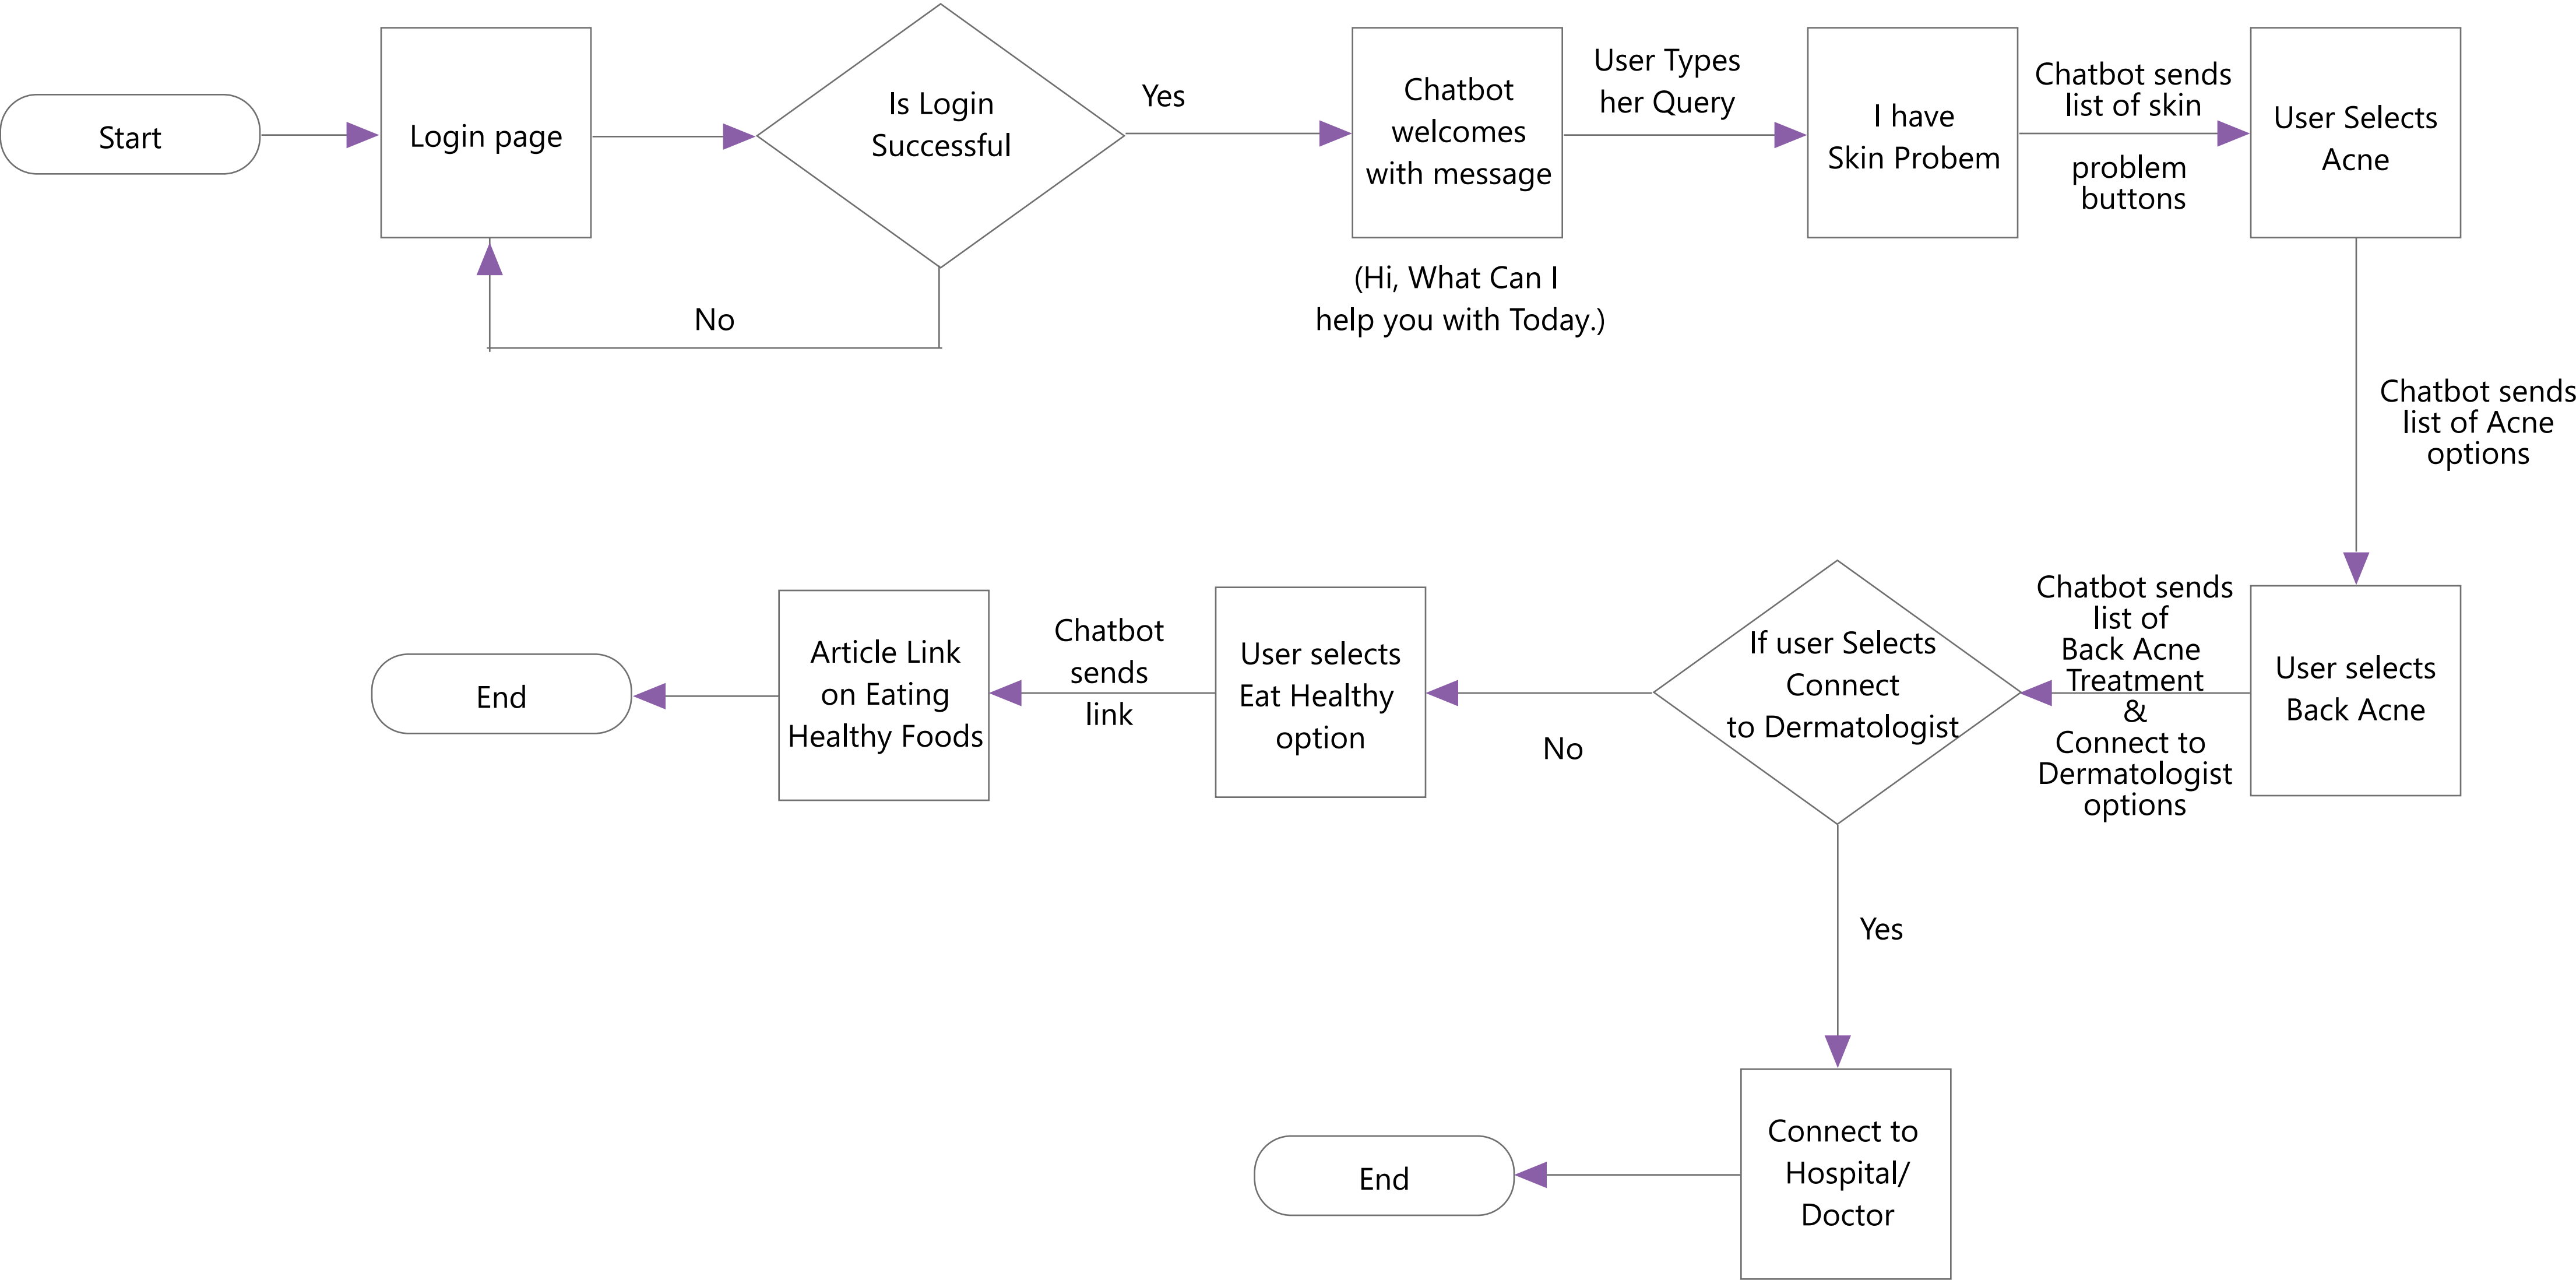 Start
Login page
Is Login
Successful
Yes
No
Chatbot
welcomes
with message
(Hi, What Can I
help you with Today.)
User Types
her Query
I have
Skin Probem
Chatbot sends
list of skin
problem
buttons
User Selects
Acne
Chatbot sends
list of Acne
options
User selects
Back Acne
Chatbot sends
list of
Back Acne
Treatment
&
Connect to
Dermatologist
options
If user Selects
Connect
to Dermatologist
No
User selects
Eat Healthy
option
Chatbot
sends
link
Article Link
on Eating
Healthy Foods
End
Yes
Connect to
Hospital/
Doctor
End